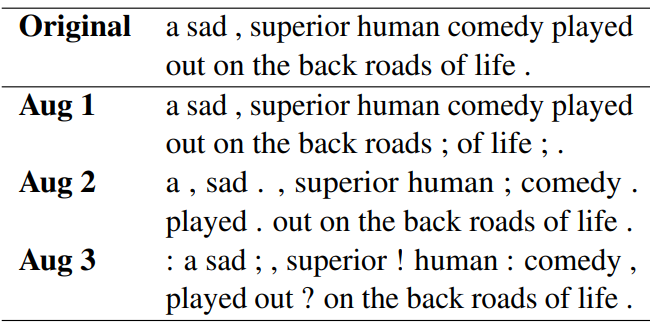 Original a sad , superior human comedy played
out on the back roads of life .
Aug 1 a sad , superior human comedy played
out on the back roads ; of life ; .
Aug 2 a , sad . , superior human ; comedy .
played . out on the back roads of life .
Aug 3 : a sad ; , superior ! human : comedy ,
played out ? on the back roads of life .